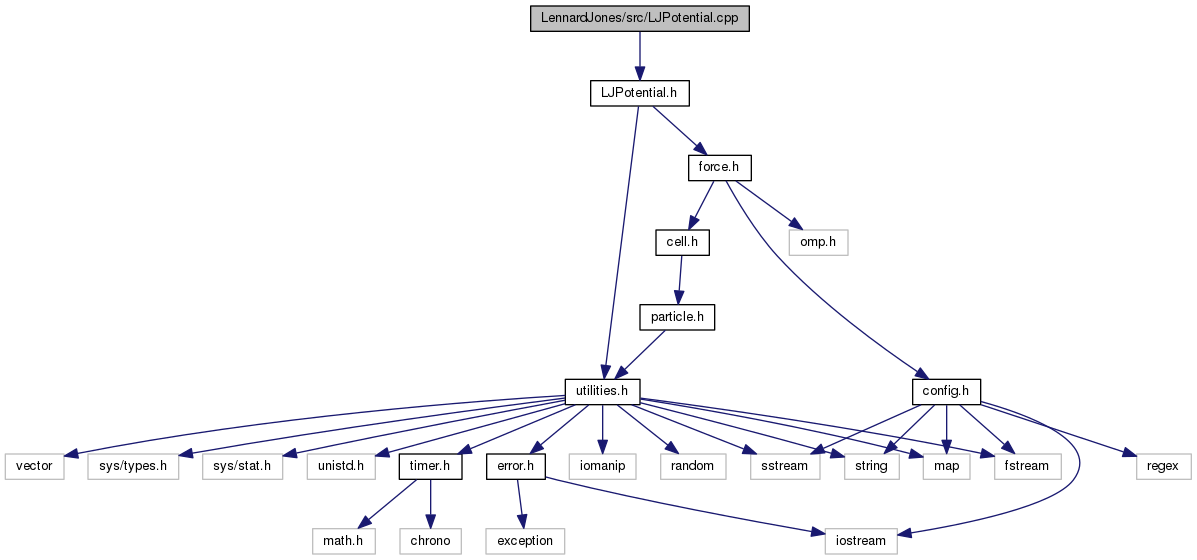 LennardJones/src/LJPotential.cpp
LJPotential.h
force.h
cell.h
omp.h
particle.h
utilities.h
config.h
vector
sys/types.h
sys/stat.h
unistd.h
timer.h
error.h
iomanip
random
sstream
string
map
fstream
regex
math.h
chrono
exception
iostream